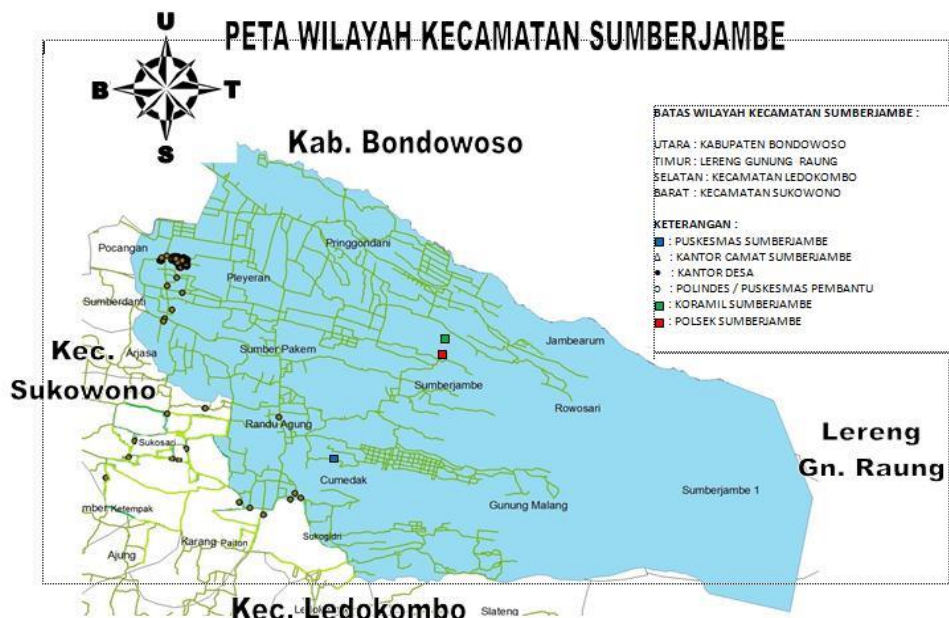 PETA WILAYAH KECAMATAN SUMBERJAMBE
U
B
T
S
Kab. Bondowoso
BATAS WILAYAH KECAMATAN SUMBERJAMBE :
UTARA : KABUPATEN BONDOWOSO
TIMUR : LERENG GUNUNG RAUNG
SELATAN : KECAMATAN LEDOKOMBO
BARAT : KECAMATAN SUKOWONO
KETERANGAN :
: PUSKESMAS SUMBERJAMBE
: KANTOR CAMAT SUMBERJAMBE
: KANTOR DESA
: POLINDES / PUSKESMAS PEMBANTU
: KORAMIL SUMBERJAMBE
: POLSEK SUMBERJAMBE
Pocangan
Pringgondani
Pleyeran
Sumberdanti
Jambearum
Kec.
Sukowono
Arjasa
Sumber Pakem
Sumberjambe
Rowosari
Randu Agung
Lereng
Gn. Raung
Sukosari
Cumedak
Sumberjambe 1
Gunung Malang
mber Ketempak
Sukogidri
Karang Paiton
Ajung
Kec. Ledokombo
Slateng